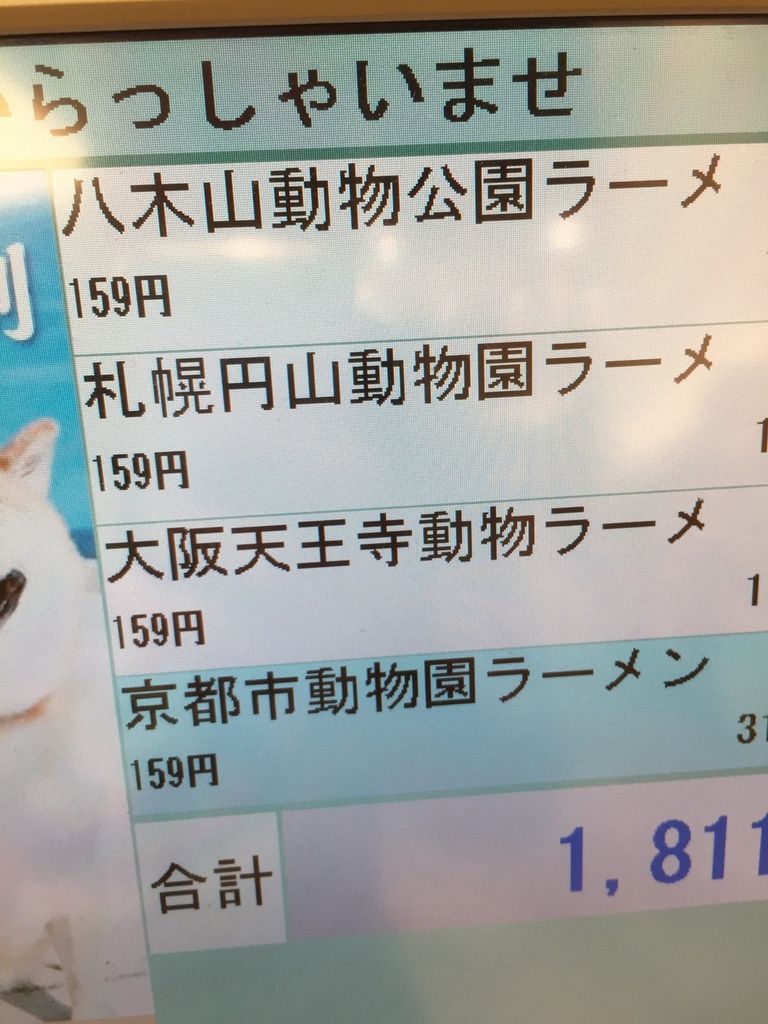 らっしゃいませ
八木山動物公園ラーメ
159円
札幌円山動物園ラーメ
159円
1
大阪天王寺動物ラーメ
159円
1
京都市動物園ラーメン
159円
31
合計
1,811